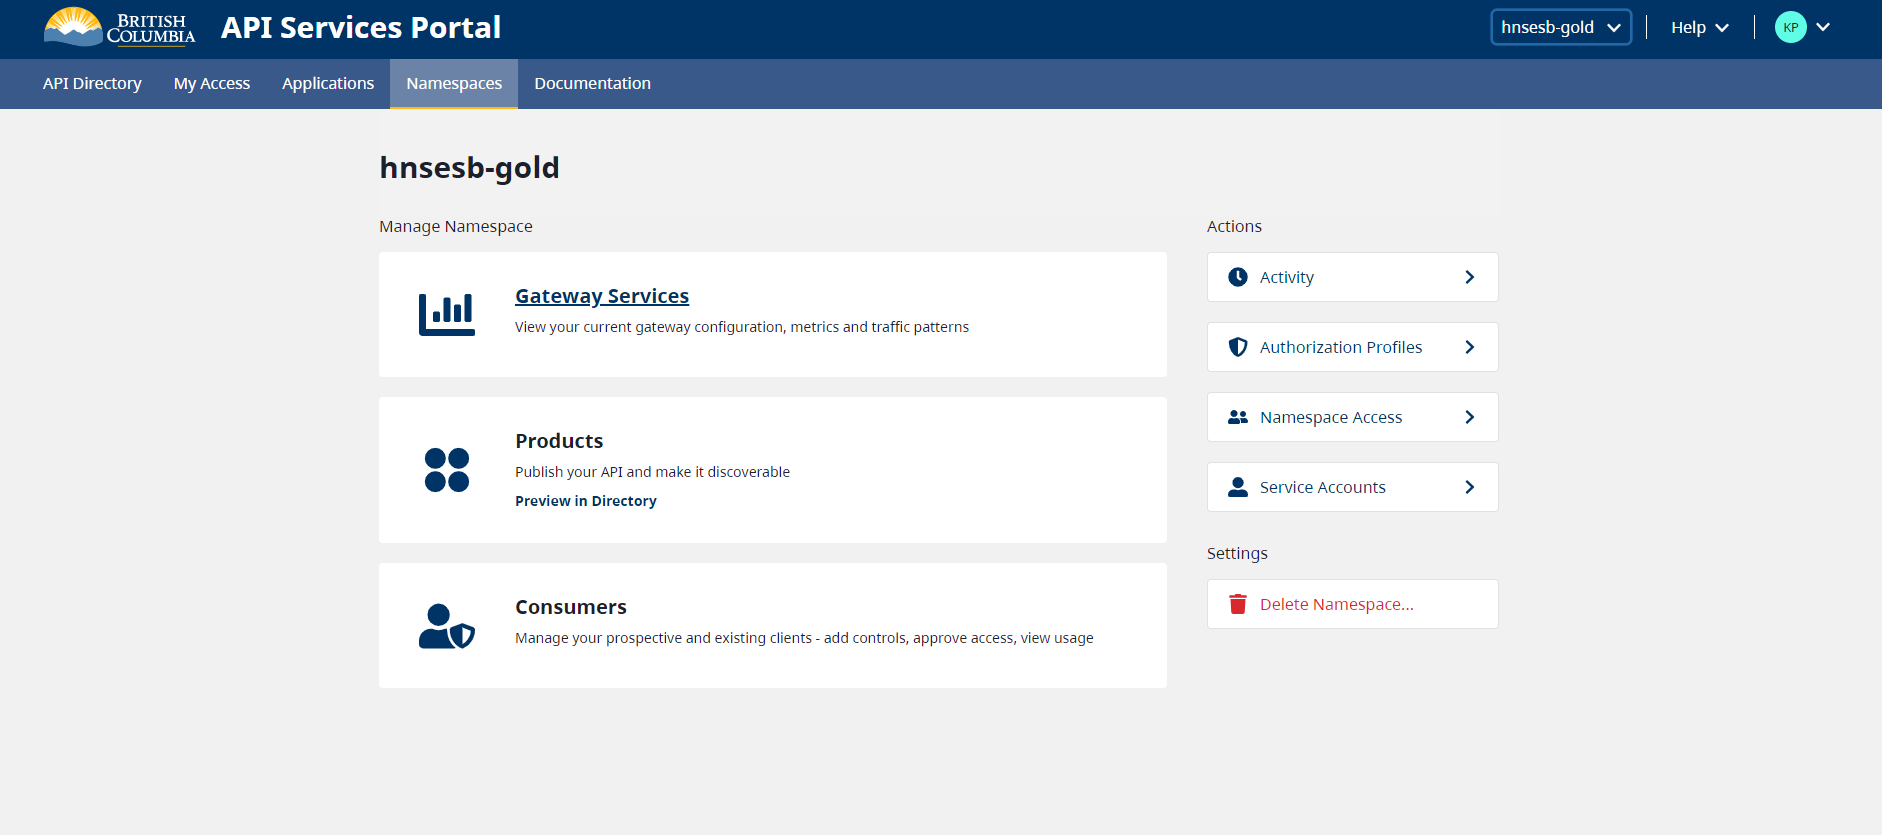 BRITISH
COLUMBIA
API Services Portal
hnsesb-gold
Help
KP
API Directory
My Access
Applications
Namespaces
Documentation
hnsesb-gold
Manage Namespace
Gateway Services
View your current gateway configuration, metrics and traffic patterns
Products
Publish your API and make it discoverable
Preview in Directory
Consumers
Manage your prospective and existing clients - add controls, approve access, view usage
Actions
Activity
Authorization Profiles
Namespace Access
Service Accounts
Settings
Delete Namespace...